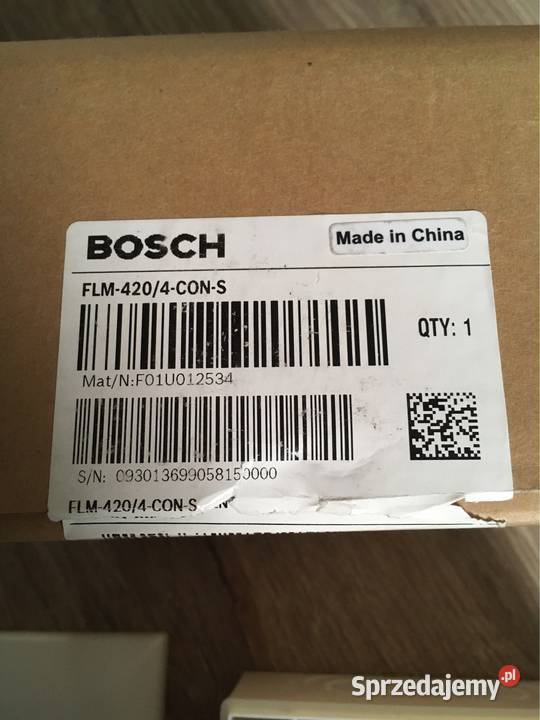 BOSCH
Made in China
FLM-420/4-CON-S
QTY: 1
Mat/N:F01U012534
S/N: 093013699058150000
FLM-420/4-CON-S
Sprzedajemy.pl